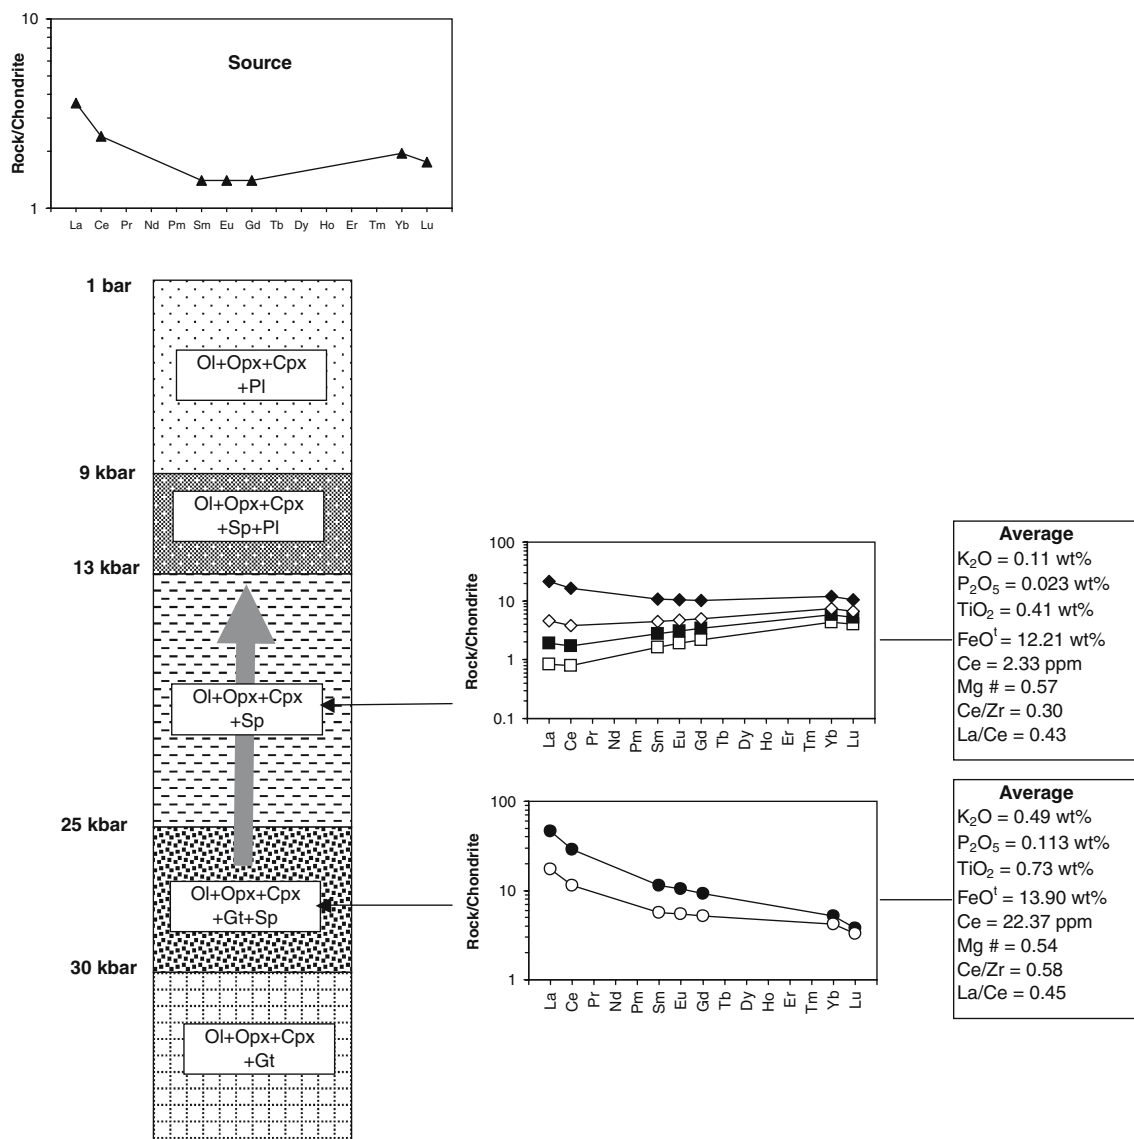 10
Source
Rock/Chondrite
1
La Ce Pr Nd Pm Sm Eu Gd Tb Dy Ho Er Tm Yb Lu
1 bar
Ol+Opx+Cpx
+Pl
9 kbar
Ol+Opx+Cpx
+Sp+Pl
13 kbar
Ol+Opx+Cpx
+Sp
25 kbar
Ol+Opx+Cpx
+Gt+Sp
30 kbar
Ol+Opx+Cpx
+Gt
100
10
1
0.1
Rock/Chondrite
La Ce Pr Nd Pm Sm Eu Gd Tb Dy Ho Er Tm Yb Lu
Average
K₂O = 0.11 wt%
P₂O₅ = 0.023 wt%
TiO₂ = 0.41 wt%
FeOᵗ = 12.21 wt%
Ce = 2.33 ppm
Mg # = 0.57
Ce/Zr = 0.30
La/Ce = 0.43
100
10
1
Rock/Chondrite
La Ce Pr Nd Pm Sm Eu Gd Tb Dy Ho Er Tm Yb Lu
Average
K₂O = 0.49 wt%
P₂O₅ = 0.113 wt%
TiO₂ = 0.73 wt%
FeOᵗ = 13.90 wt%
Ce = 22.37 ppm
Mg # = 0.54
Ce/Zr = 0.58
La/Ce = 0.45